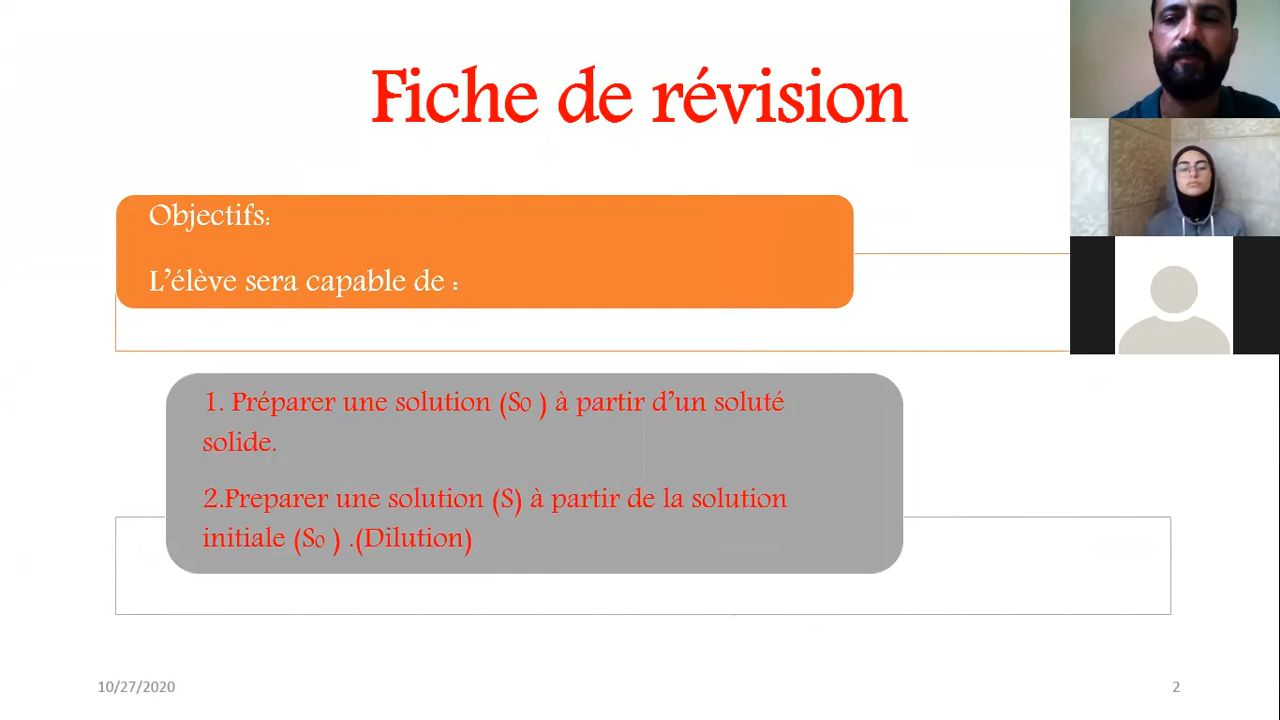 Fiche de révision
Objectifs:
L’élève sera capable de :
1. Préparer une solution (S0 ) à partir d’un soluté
solide.
2.Preparer une solution (S) à partir de la solution
initiale (S0 ) .(Dilution)
10/27/2020
2